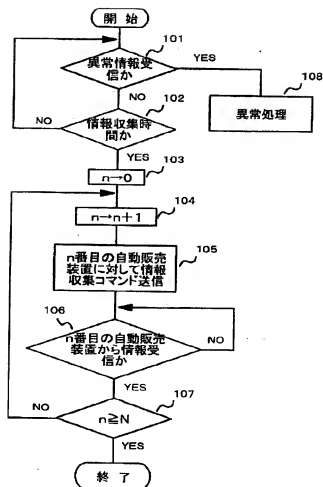 開始
101
異常情報受
信か
YES
108
異常処理
NO
102
情報収集時
間か
NO
YES
103
n→0
104
n→n+1
105
n番目の自動販売
装置に対して情報
収集コマンド送信
106
n番目の自動販売
装置から情報受
信か
NO
YES
107
NO
n≧N
YES
終了